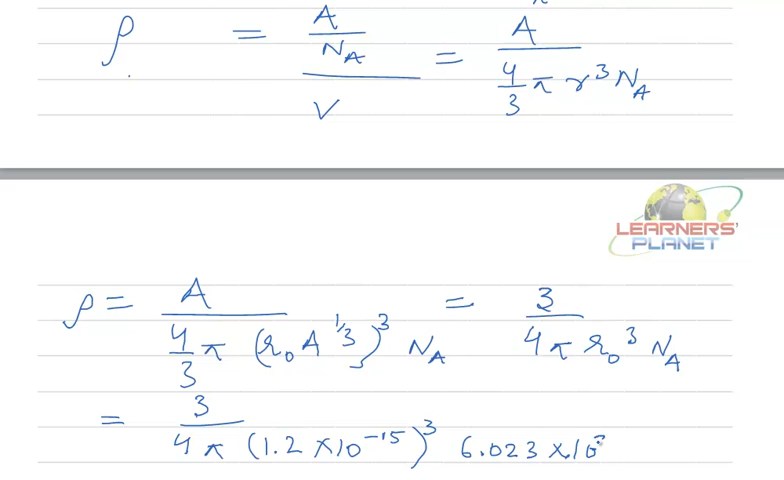 ρ = A/N_A / V = A / (4/3 π r³ N_A)
LEARNERS'
PLANET
ρ = A / (4/3 π (r₀ A^1/3)³ N_A) = 3 / (4π r₀³ N_A)
= 3 / (4π (1.2 × 10⁻¹⁵)³ 6.023 × 10